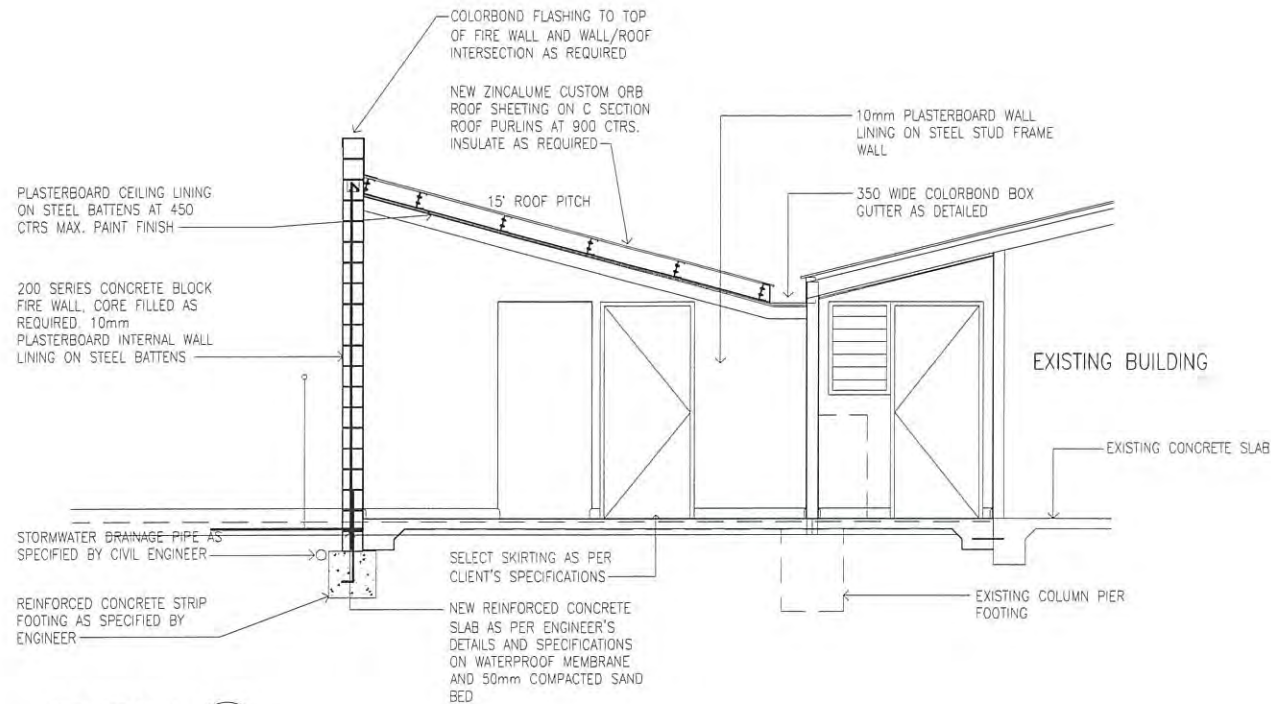 COLORBOND FLASHING TO TOP
OF FIRE WALL AND WALL/ROOF
INTERSECTION AS REQUIRED
NEW ZINCALUME CUSTOM ORB
ROOF SHEETING ON C SECTION
ROOF PURLINS AT 900 CTRS.
INSULATE AS REQUIRED
10mm PLASTERBOARD WALL
LINING ON STEEL STUD FRAME
WALL
PLASTERBOARD CEILING LINING
ON STEEL BATTENS AT 450
CTRS MAX. PAINT FINISH
15' ROOF PITCH
350 WIDE COLORBOND BOX
GUTTER AS DETAILED
200 SERIES CONCRETE BLOCK
FIRE WALL, CORE FILLED AS
REQUIRED. 10mm
PLASTERBOARD INTERNAL WALL
LINING ON STEEL BATTENS
EXISTING BUILDING
EXISTING CONCRETE SLAB
STORMWATER DRAINAGE PIPE AS
SPECIFIED BY CIVIL ENGINEER
SELECT SKIRTING AS PER
CLIENT'S SPECIFICATIONS
REINFORCED CONCRETE STRIP
FOOTING AS SPECIFIED BY
ENGINEER
NEW REINFORCED CONCRETE
SLAB AS PER ENGINEER'S
DETAILS AND SPECIFICATIONS
ON WATERPROOF MEMBRANE
AND 50mm COMPACTED SAND
BED
EXISTING COLUMN PIER
FOOTING